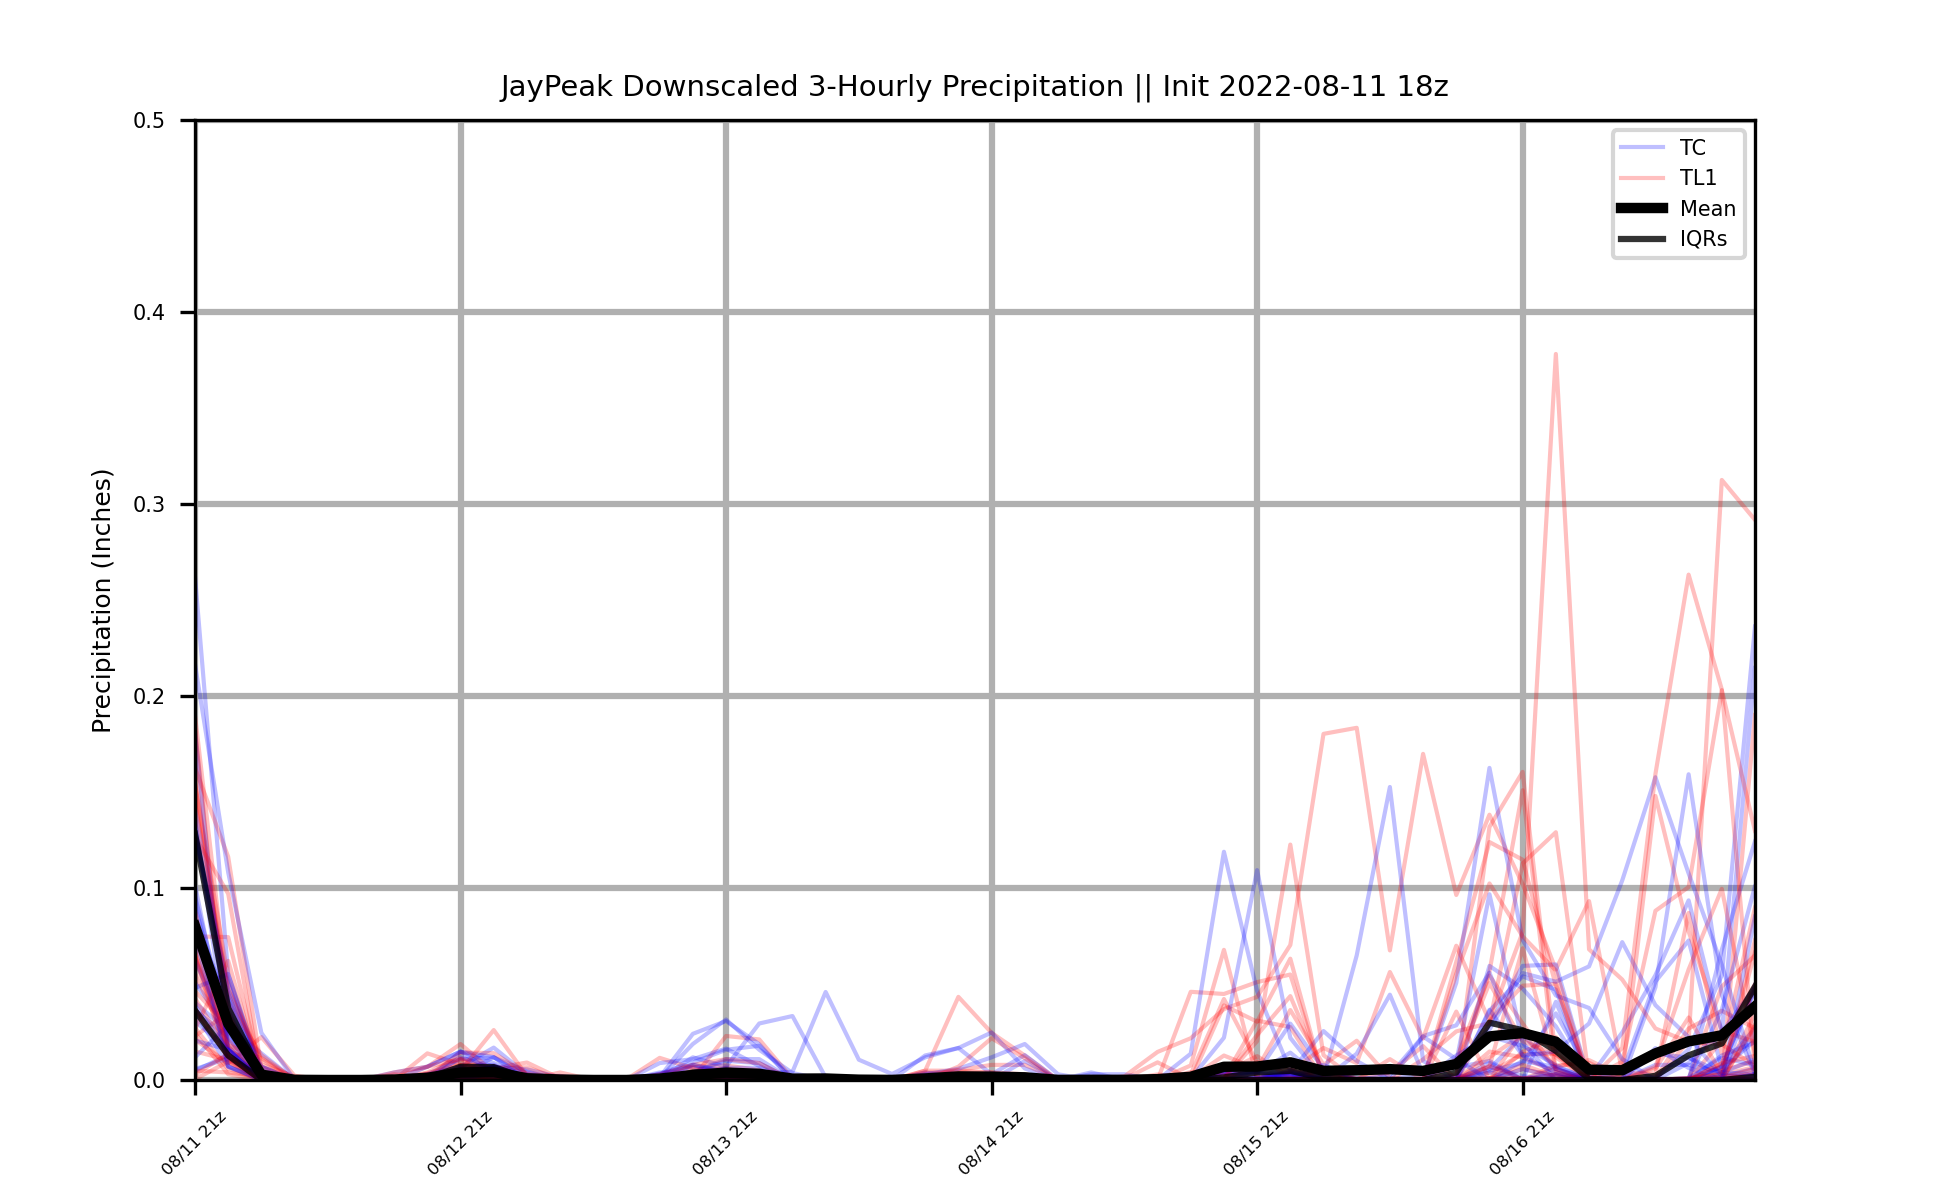 JayPeak Downscaled 3-Hourly Precipitation || Init 2022-08-11 18z
TC
TL1
Mean
IQRs
Precipitation (Inches)
0.5
0.4
0.3
0.2
0.1
0.0
08/11 21z
08/12 21z
08/13 21z
08/14 21z
08/15 21z
08/16 21z